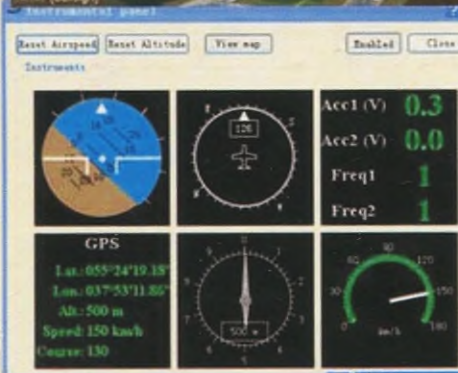 Instrumental panel
Reset Airspeed Reset Altitude View map Enabled Close
Instruments
126
Acc1 (V) 0.3
Acc2 (V) 0.0
Freq1 1
Freq2 1
GPS
Lat.: 055°24'19.18"
Lon.: 037°53'11.86"
Alt.: 500 m
Speed: 150 km/h
Course: 130
500 m
0 30 60 90 120 150 180
km/h